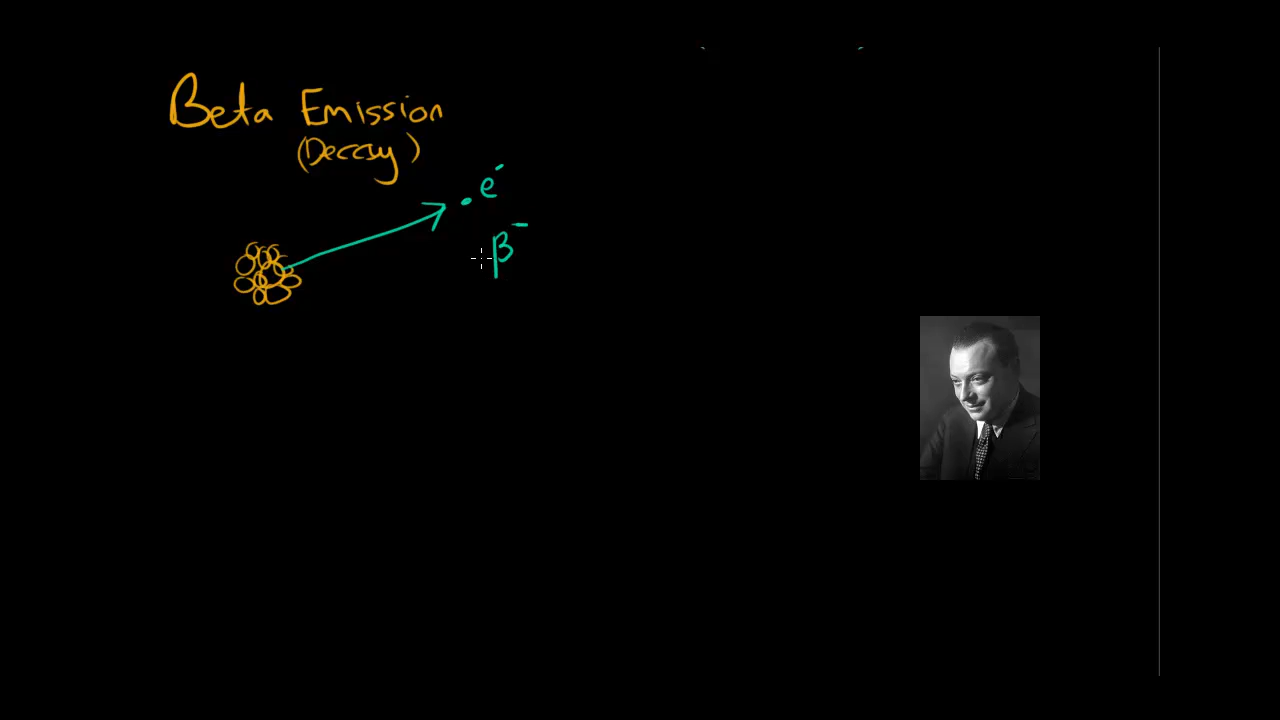 Beta Emission
(Decay)
e⁻
β⁻